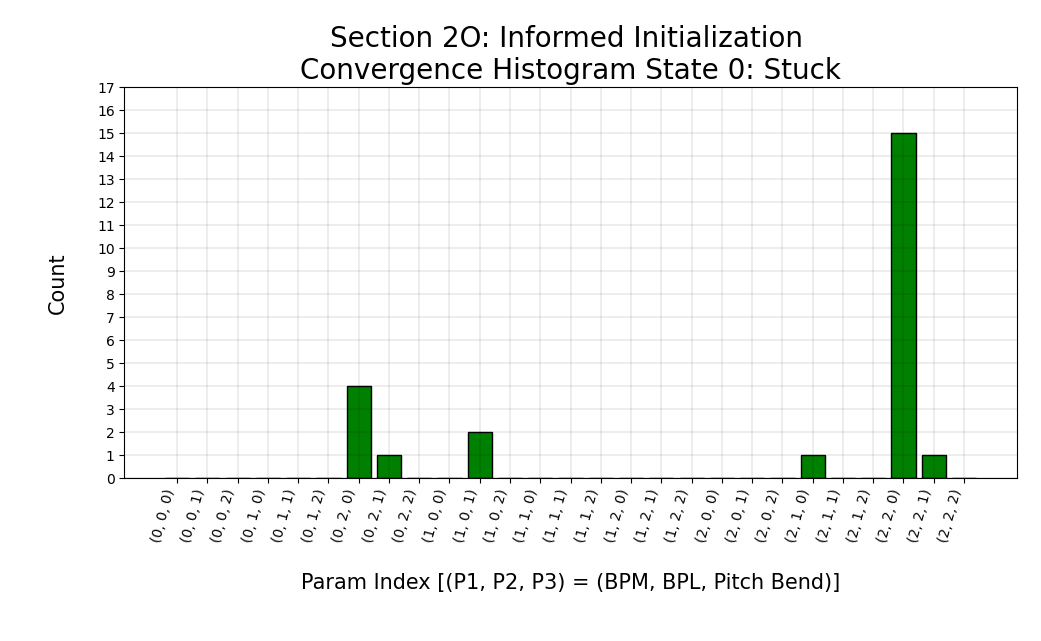 Section 2O: Informed Initialization
Convergence Histogram State 0: Stuck
17
16
15
14
13
12
11
10
9
8
7
6
5
4
3
2
1
0
Count
(0, 0, 0)
(0, 0, 1)
(0, 0, 2)
(0, 1, 0)
(0, 1, 1)
(0, 1, 2)
(0, 2, 0)
(0, 2, 1)
(0, 2, 2)
(1, 0, 0)
(1, 0, 1)
(1, 0, 2)
(1, 1, 0)
(1, 1, 1)
(1, 1, 2)
(1, 2, 0)
(1, 2, 1)
(1, 2, 2)
(2, 0, 0)
(2, 0, 1)
(2, 0, 2)
(2, 1, 0)
(2, 1, 1)
(2, 1, 2)
(2, 2, 0)
(2, 2, 1)
(2, 2, 2)
Param Index [(P1, P2, P3) = (BPM, BPL, Pitch Bend)]